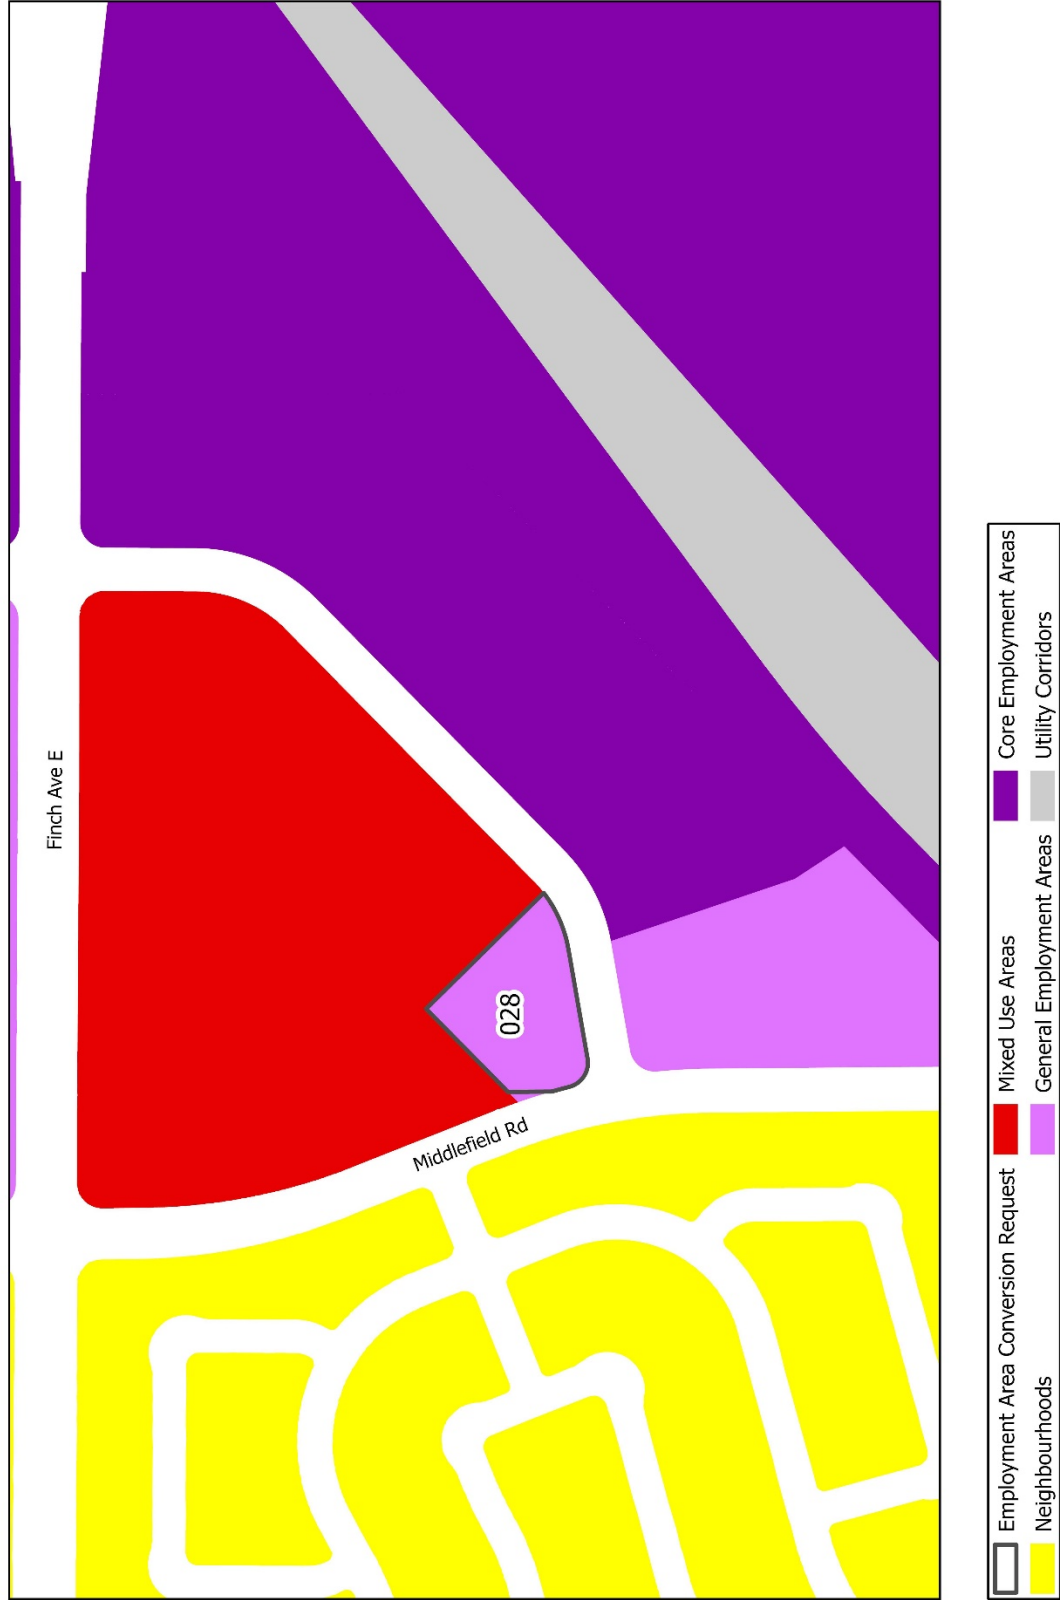 Finch Ave E
Middlefield Rd
028
Employment Area Conversion Request
Mixed Use Areas
Core Employment Areas
Neighbourhoods
General Employment Areas
Utility Corridors